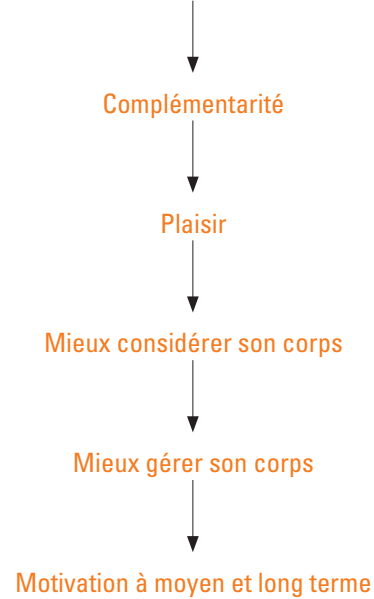 Complémentarité
Plaisir
Mieux considérer son corps
Mieux gérer son corps
Motivation à moyen et long terme